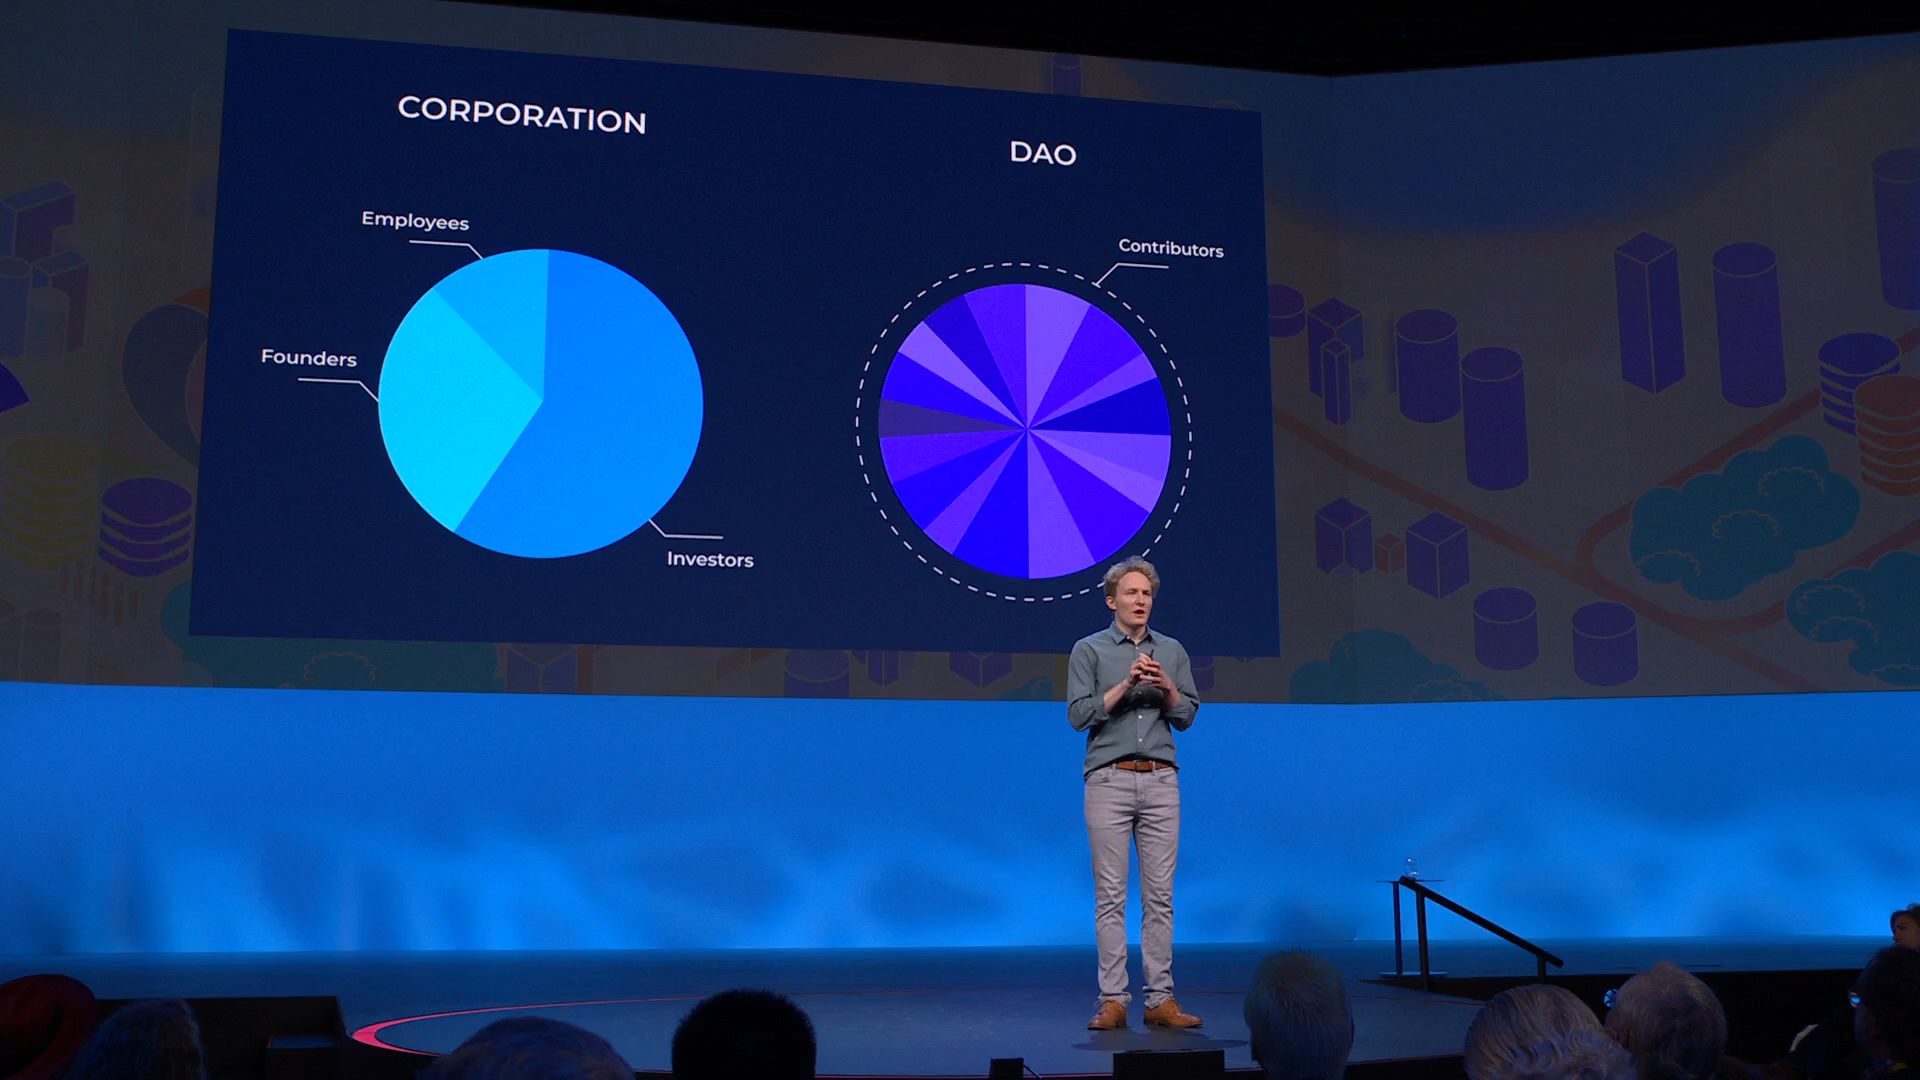 CORPORATION
Employees
Founders
Investors
DAO
Contributors